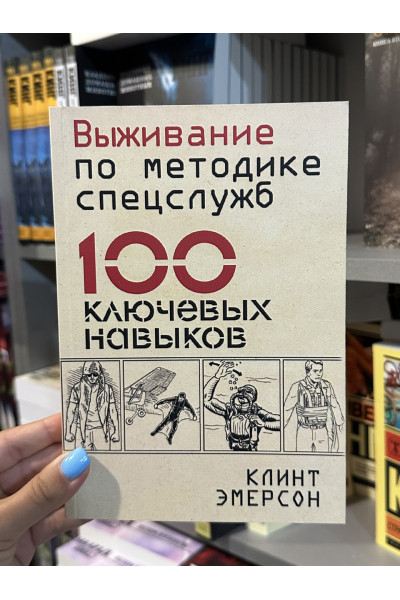 Выживание
по методике
спецслужб
100
ключевых
навыков
Клинт
Эмерсон